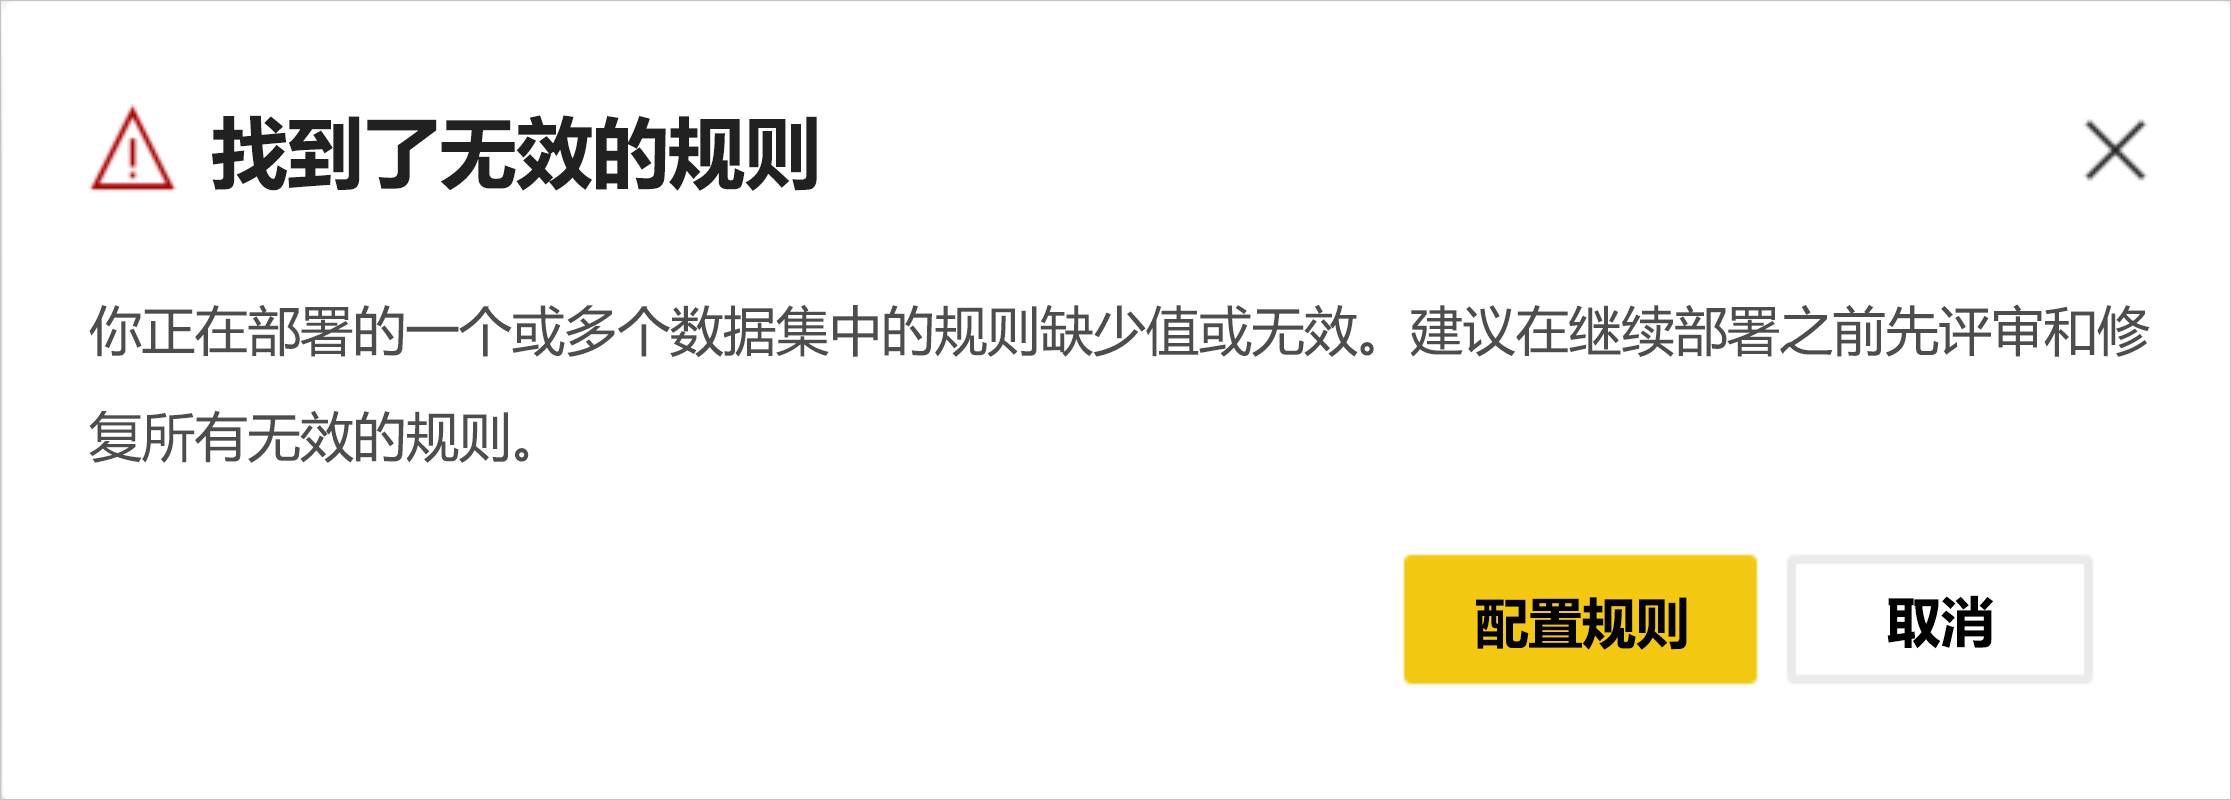 找到了无效的规则
你正在部署的一个或多个数据集中的规则缺少值或无效。建议在继续部署之前先评审和修
复所有无效的规则。
配置规则 取消